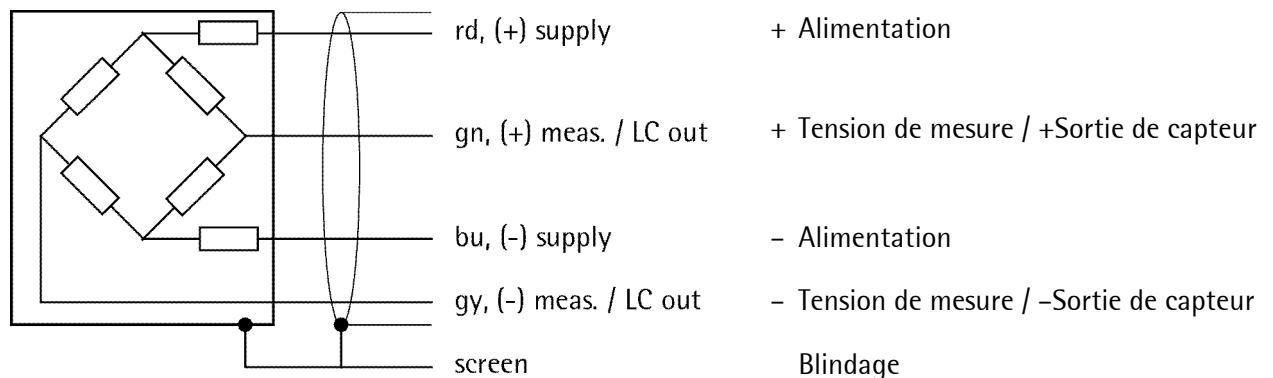 rd, (+) supply + Alimentation
gn, (+) meas. / LC out + Tension de mesure / +Sortie de capteur
bu, (-) supply – Alimentation
gy, (-) meas. / LC out – Tension de mesure / –Sortie de capteur
screen Blindage